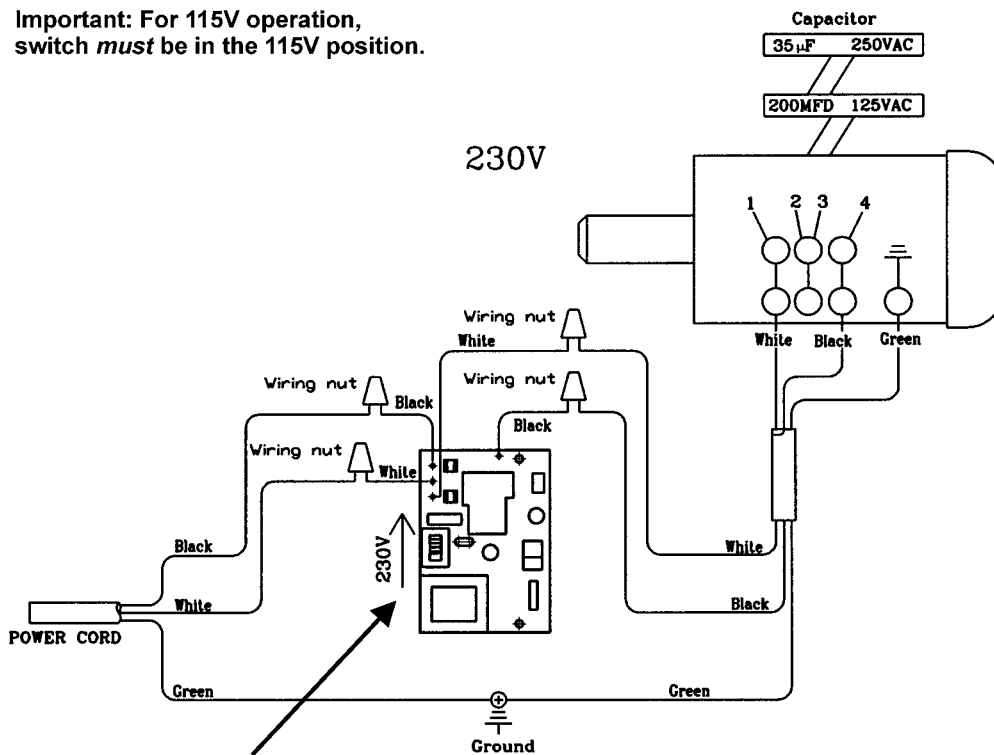 Important: For 115V operation,
switch must be in the 115V position.
Capacitor
35µF 250VAC
200MFD 125VAC
230V
1 2 3 4
Wiring nut
White
White Black Green
Wiring nut
Wiring nut
Black
Black
Wiring nut
White
230V
Black
White
White
Black
POWER CORD
Green
Green
Ground